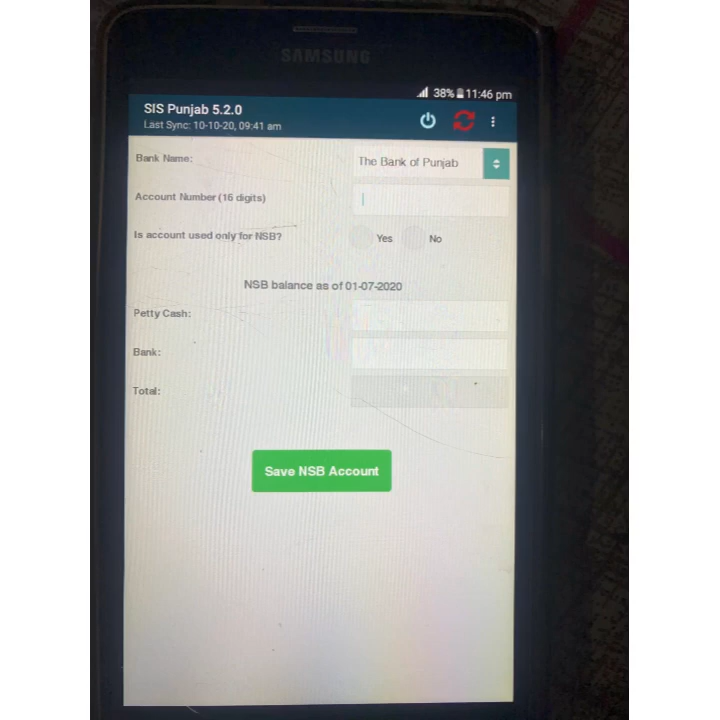 SAMSUNG
38% 11:46 pm
SIS Punjab 5.2.0
Last Sync: 10-10-20, 09:41 am
Bank Name:
The Bank of Punjab
Account Number (16 digits)
Is account used only for NSB?
Yes
No
NSB balance as of 01-07-2020
Petty Cash:
Bank:
Total:
Save NSB Account